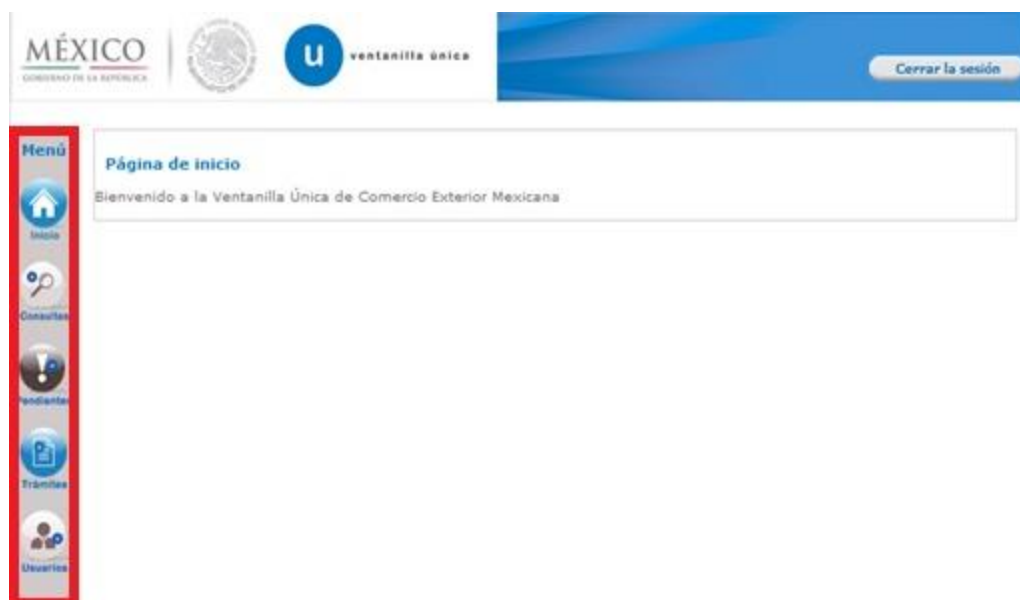 MÉXICO
GOBIERNO DE LA REPÚBLICA
u
ventanilla única
Cerrar la sesión
Menú
Página de inicio
Bienvenido a la Ventanilla Única de Comercio Exterior Mexicana
Inicio
Consultas
Pendientes
Trámites
Usuarios